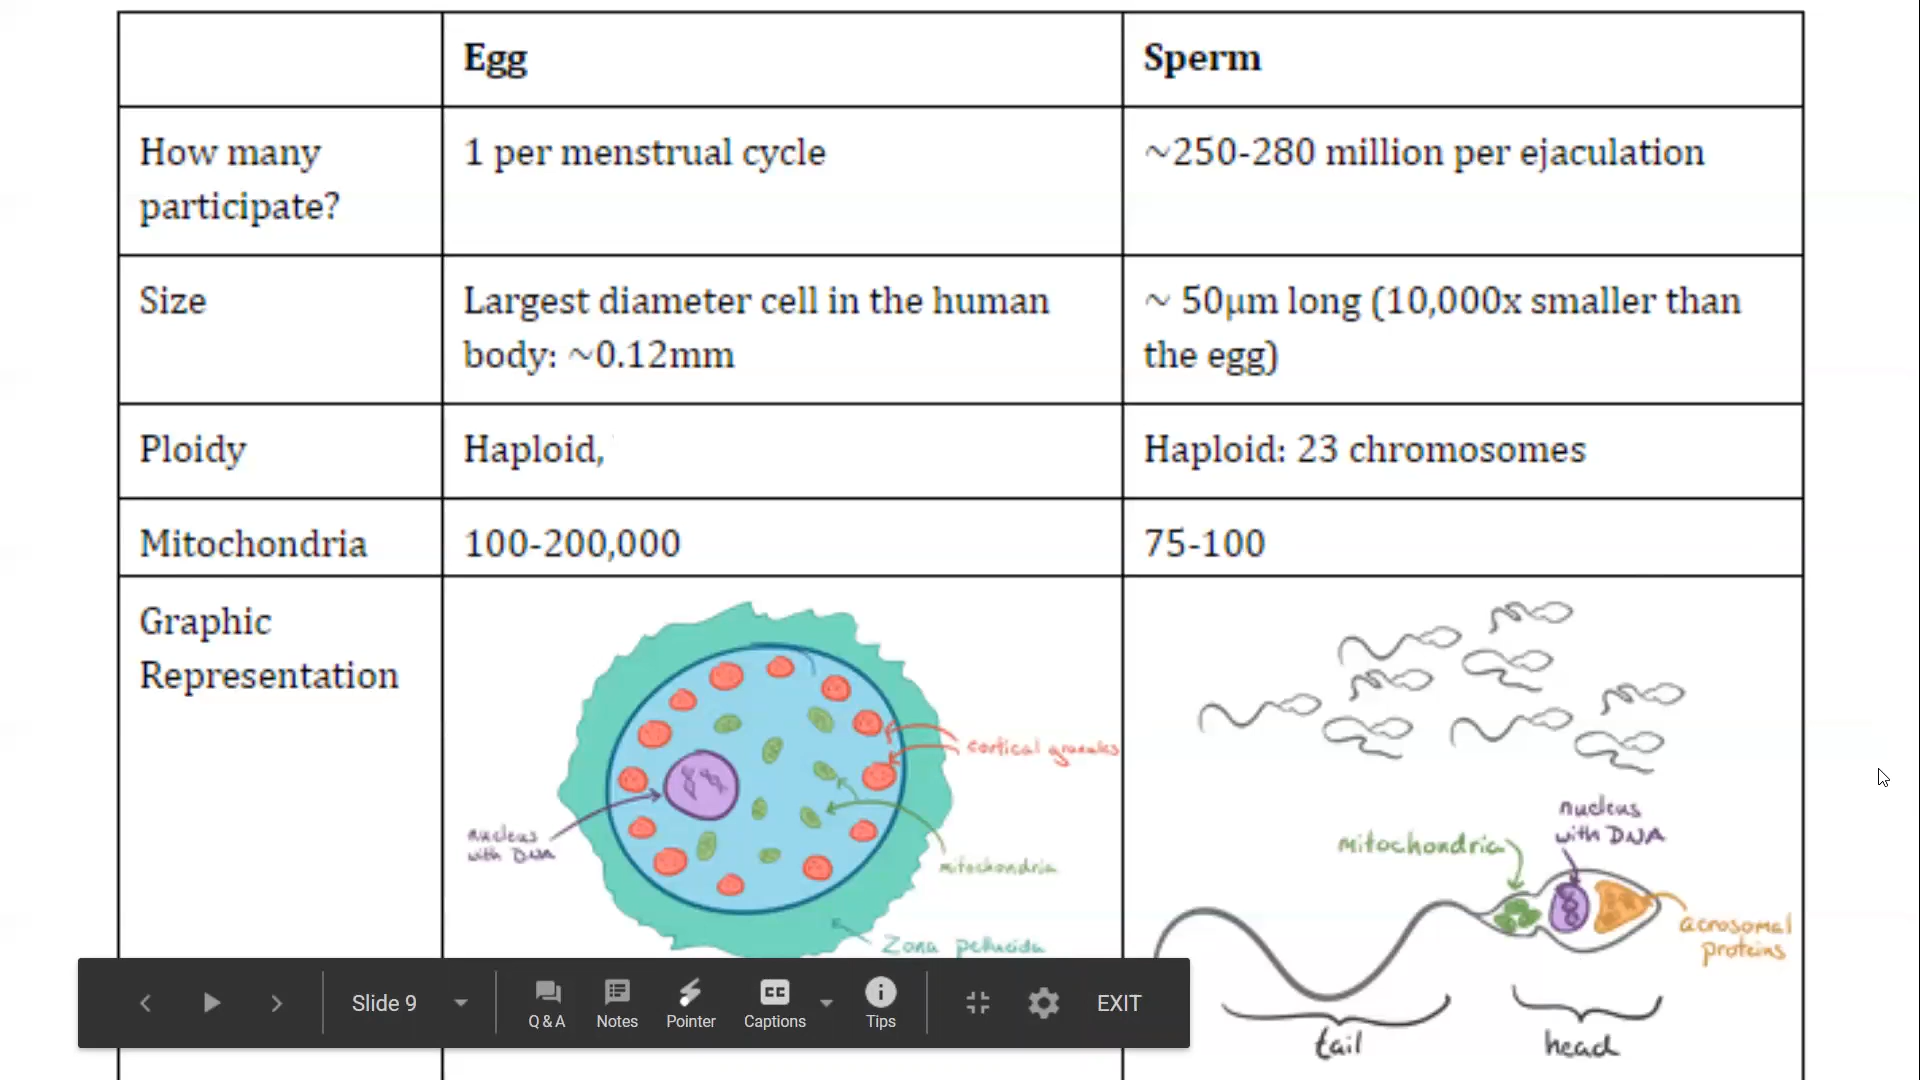 Egg
Sperm
How many
participate?
1 per menstrual cycle
~250-280 million per ejaculation
Size
Largest diameter cell in the human
body: ~0.12mm
~ 50μm long (10,000x smaller than
the egg)
Ploidy
Haploid,
Haploid: 23 chromosomes
Mitochondria
100-200,000
75-100
Graphic
Representation
cortical granules
nucleus
with DNA
mitochondria
Zona pellucida
nucleus
with DNA
mitochondria
acrosomal
proteins
tail
head
Slide 9
Q & A
Notes
Pointer
CC
Captions
Tips
EXIT